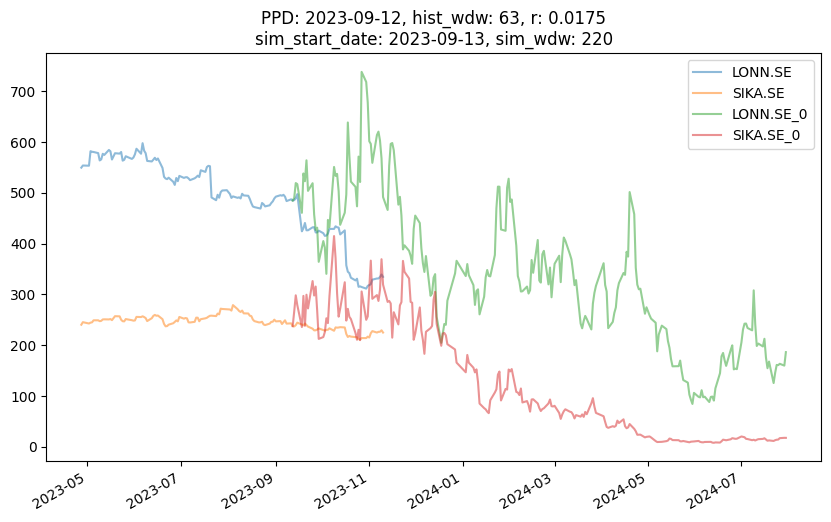 PPD: 2023-09-12, hist_wdw: 63, r: 0.0175
sim_start_date: 2023-09-13, sim_wdw: 220
LONN.SE
SIKA.SE
LONN.SE_0
SIKA.SE_0
700
600
500
400
300
200
100
0
2023-05
2023-07
2023-09
2023-11
2024-01
2024-03
2024-05
2024-07